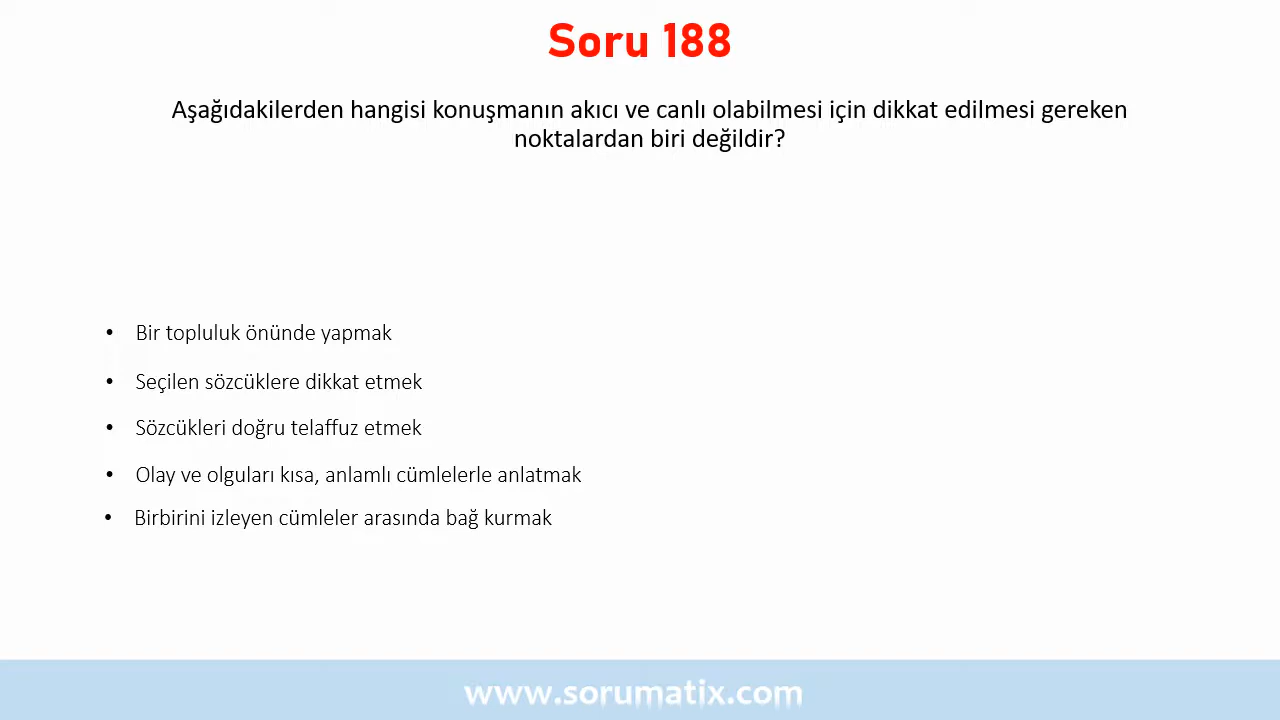 Soru 188
Aşağıdakilerden hangisi konuşmanın akıcı ve canlı olabilmesi için dikkat edilmesi gereken
noktalardan biri değildir?
• Bir topluluk önünde yapmak
• Seçilen sözcüklere dikkat etmek
• Sözcükleri doğru telaffuz etmek
• Olay ve olguları kısa, anlamlı cümlelerle anlatmak
• Birbirini izleyen cümleler arasında bağ kurmak
www.sorumatix.com